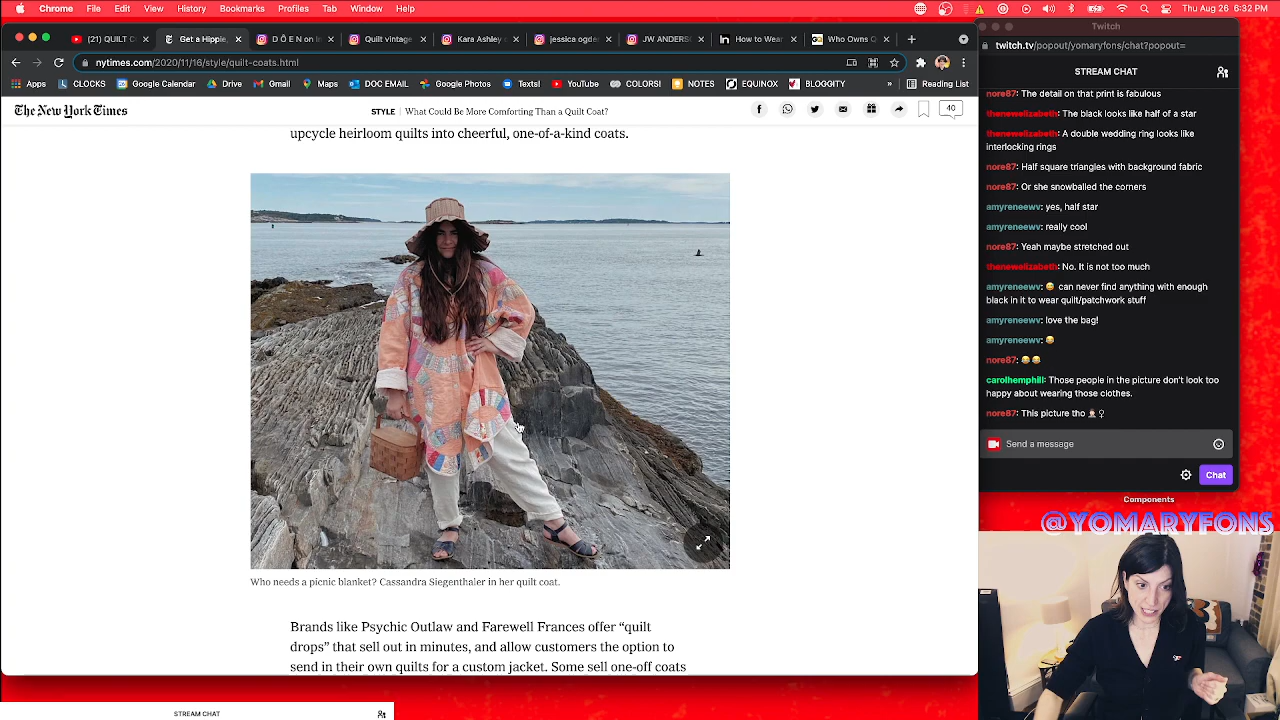 Chrome File Edit View History Bookmarks Profiles Tab Window Help
Thu Aug 26 6:32 PM
(21) QUILT C
Get a Hippie,
D Ô E N on Is
Quilt vintage
Kara Ashley
jessica ogde
JW ANDERS
How to Wear
Who Owns Q
nytimes.com/2020/11/16/style/quilt-coats.html
Apps CLOCKS Google Calendar Drive Gmail Maps DOC EMAIL Google Photos Texts! YouTube COLORS! NOTES EQUINOX BLOGGITY » Reading List
The New York Times
STYLE | What Could Be More Comforting Than a Quilt Coat?
40
upcycle heirloom quilts into cheerful, one-of-a-kind coats.
Who needs a picnic blanket? Cassandra Siegenthaler in her quilt coat.
Brands like Psychic Outlaw and Farewell Frances offer “quilt
drops” that sell out in minutes, and allow customers the option to
send in their own quilts for a custom jacket. Some sell one-off coats
Twitch
twitch.tv/popout/yomaryfons/chat?popout=
STREAM CHAT
nore87: The detail on that print is fabulous
thenewelizabeth: The black looks like half of a star
thenewelizabeth: A double wedding ring looks like
interlocking rings
nore87: Half square triangles with background fabric
nore87: Or she snowballed the corners
amyreneewv: yes, half star
amyreneewv: really cool
nore87: Yeah maybe stretched out
thenewelizabeth: No. It is not too much
amyreneewv: 😅 can never find anything with enough
black in it to wear quilt/patchwork stuff
amyreneewv: love the bag!
amyreneewv: 😂
nore87: 😂 😂
carolhemphill: Those people in the picture don't look too
happy about wearing those clothes.
nore87: This picture tho 🤦🏻 ♀
Send a message
Chat
Components
@YOMARYFONS
STREAM CHAT